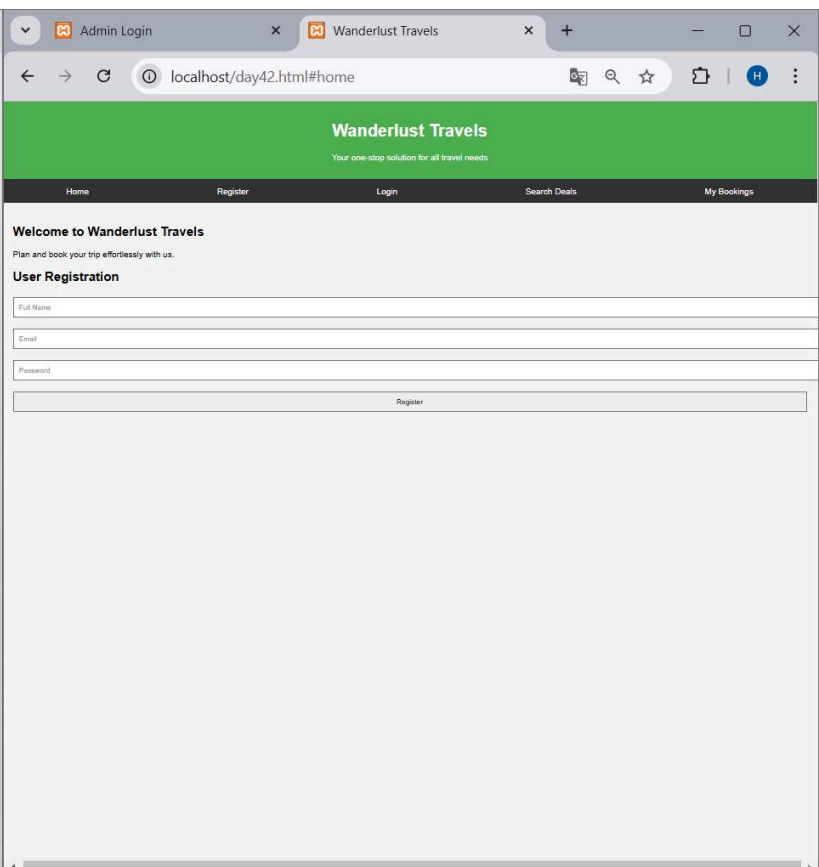 Admin Login
Wanderlust Travels
localhost/day42.html#home
H
Wanderlust Travels
Your one-stop solution for all travel needs
Home Register Login Search Deals My Bookings
Welcome to Wanderlust Travels
Plan and book your trip effortlessly with us.
User Registration
Full Name
Email
Password
Register